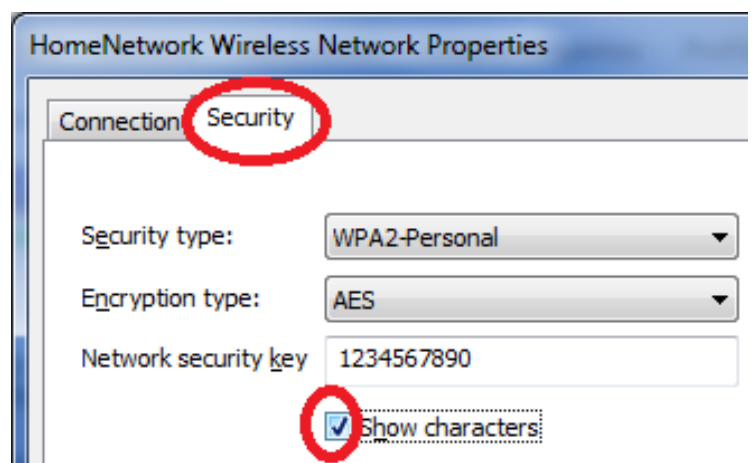 HomeNetwork Wireless Network Properties
Connection Security
Security type: WPA2-Personal
Encryption type: AES
Network security key 1234567890
Show characters